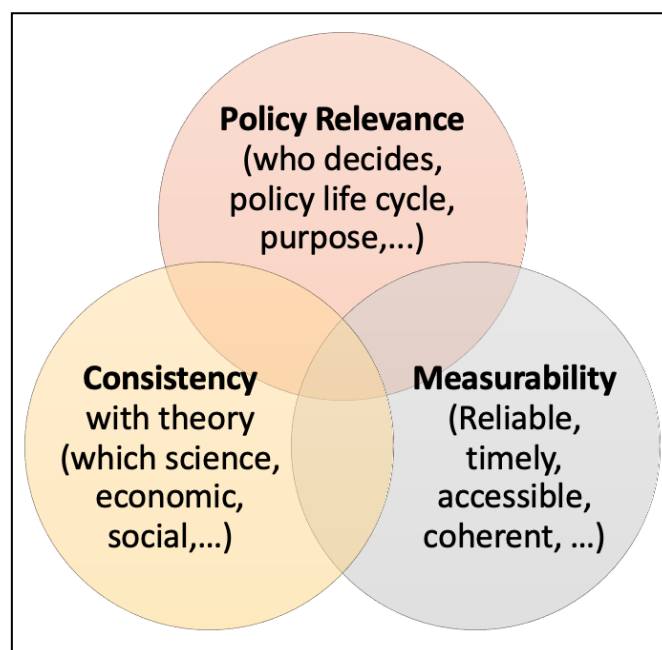 Policy Relevance
(who decides,
policy life cycle,
purpose,...)
Consistency
with theory
(which science,
economic,
social,...)
Measurability
(Reliable,
timely,
accessible,
coherent, ...)